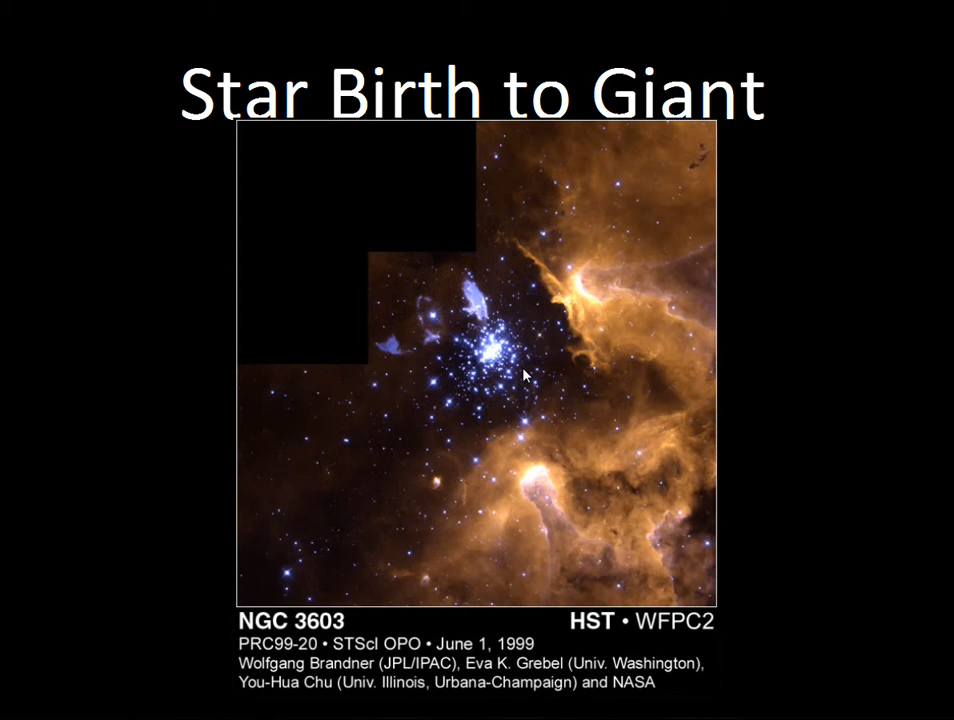 Star Birth to Giant
NGC 3603
HST • WFPC2
PRC99-20 • STScI OPO • June 1, 1999
Wolfgang Brandner (JPL/IPAC), Eva K. Grebel (Univ. Washington),
You-Hua Chu (Univ. Illinois, Urbana-Champaign) and NASA